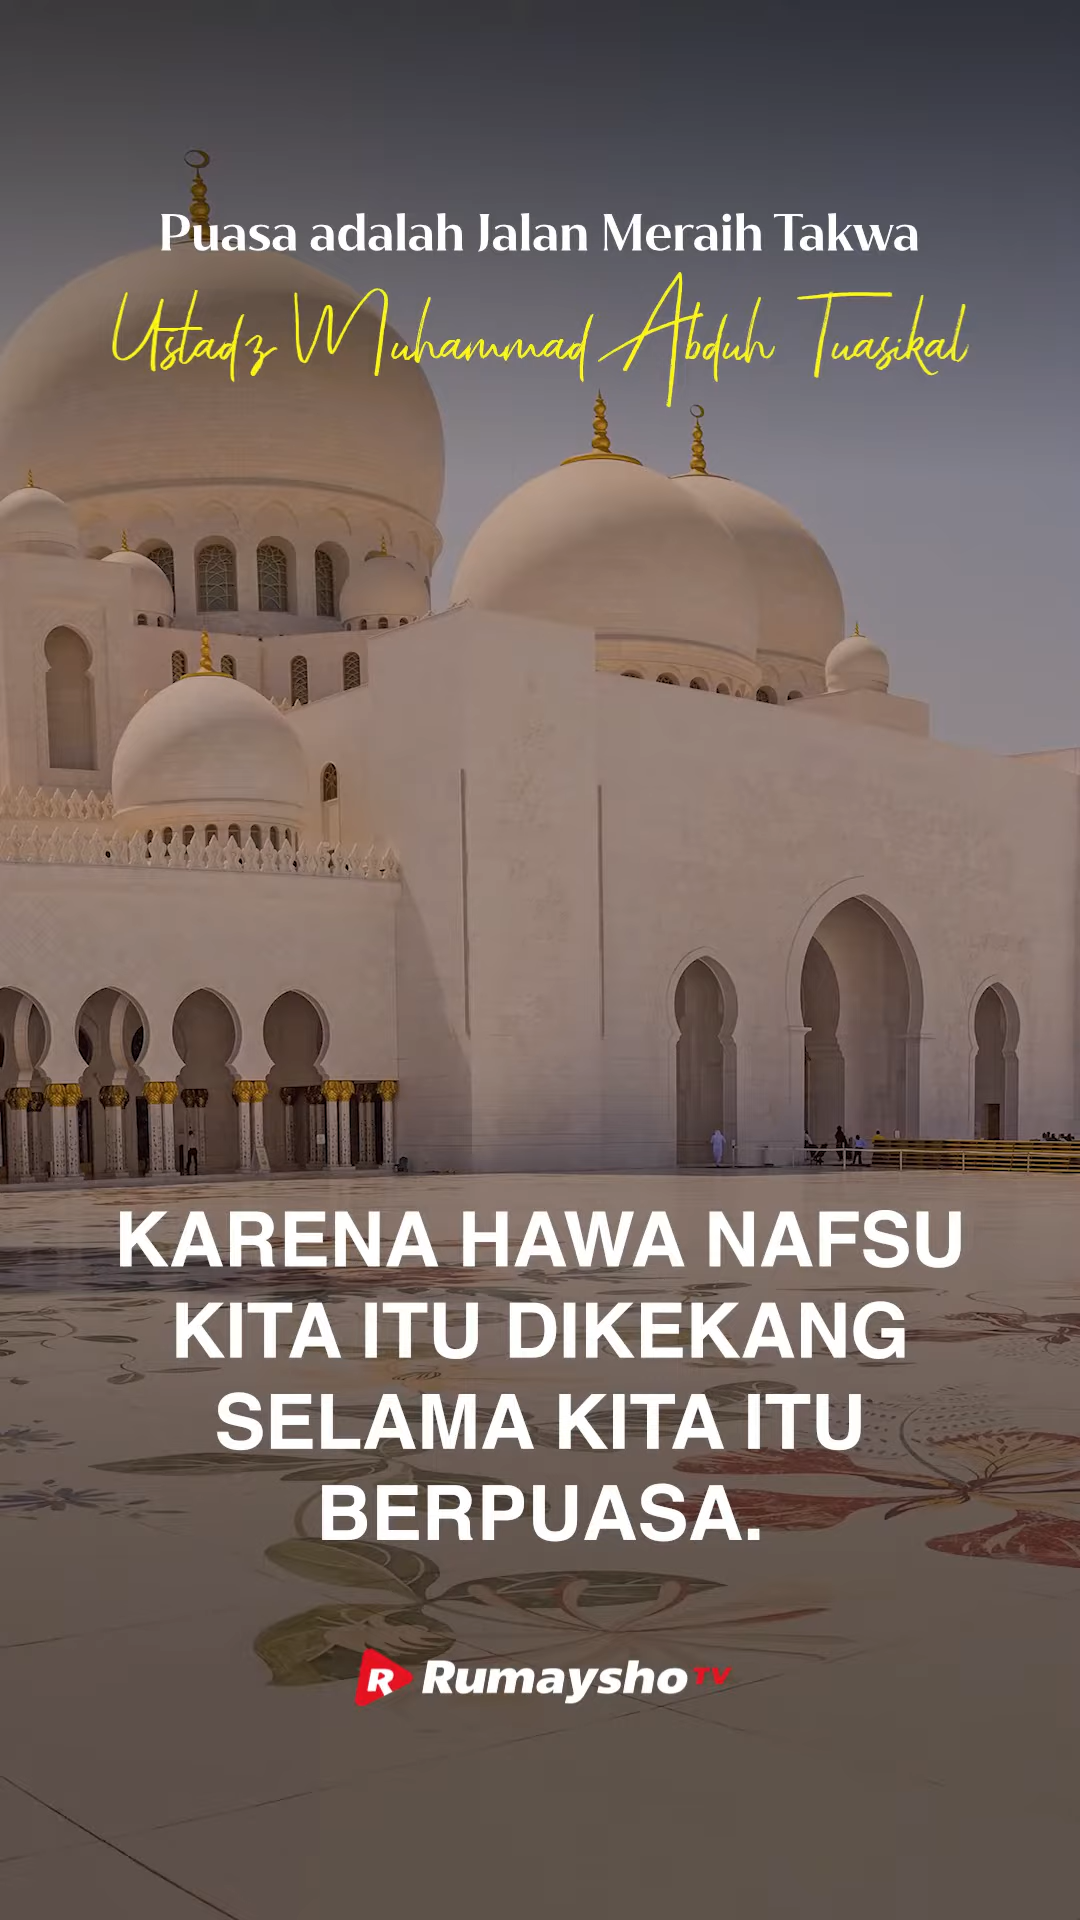 Puasa adalah Jalan Meraih Takwa
Ustadz Muhammad Abduh Tuasikal
KARENA HAWA NAFSU
KITA ITU DIKEKANG
SELAMA KITA ITU
BERPUASA.
R Rumaysho TV